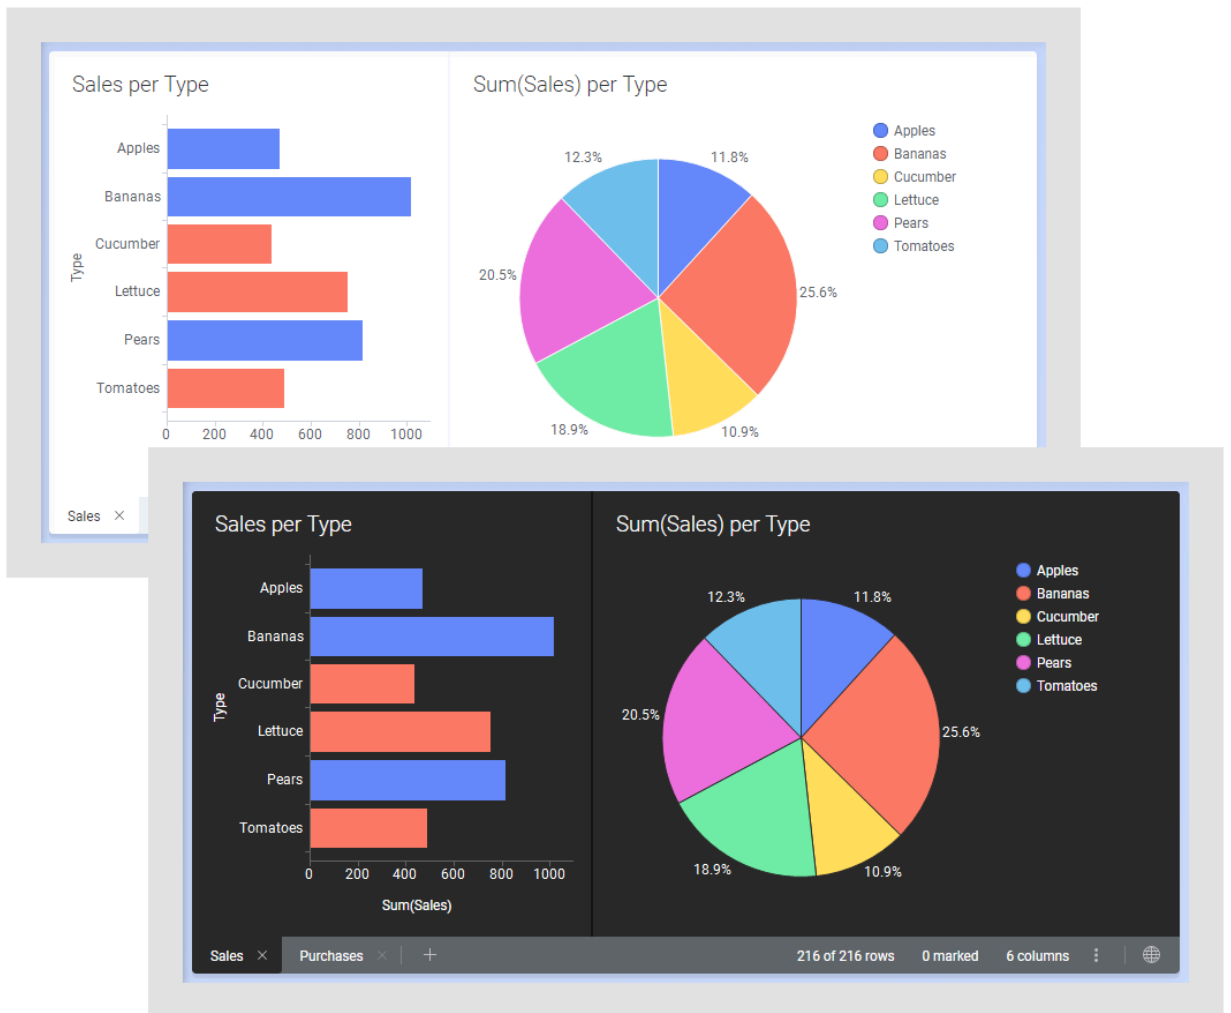 Sales per Type
Apples
Bananas
Cucumber
Lettuce
Pears
Tomatoes
Type
0 200 400 600 800 1000
Sum(Sales) per Type
12.3%
11.8%
20.5%
25.6%
18.9%
10.9%
Apples
Bananas
Cucumber
Lettuce
Pears
Tomatoes
Sales
Sales per Type
Apples
Bananas
Cucumber
Lettuce
Pears
Tomatoes
Type
0 200 400 600 800 1000
Sum(Sales)
Sum(Sales) per Type
12.3%
11.8%
20.5%
25.6%
18.9%
10.9%
Apples
Bananas
Cucumber
Lettuce
Pears
Tomatoes
Sales Purchases 216 of 216 rows 0 marked 6 columns